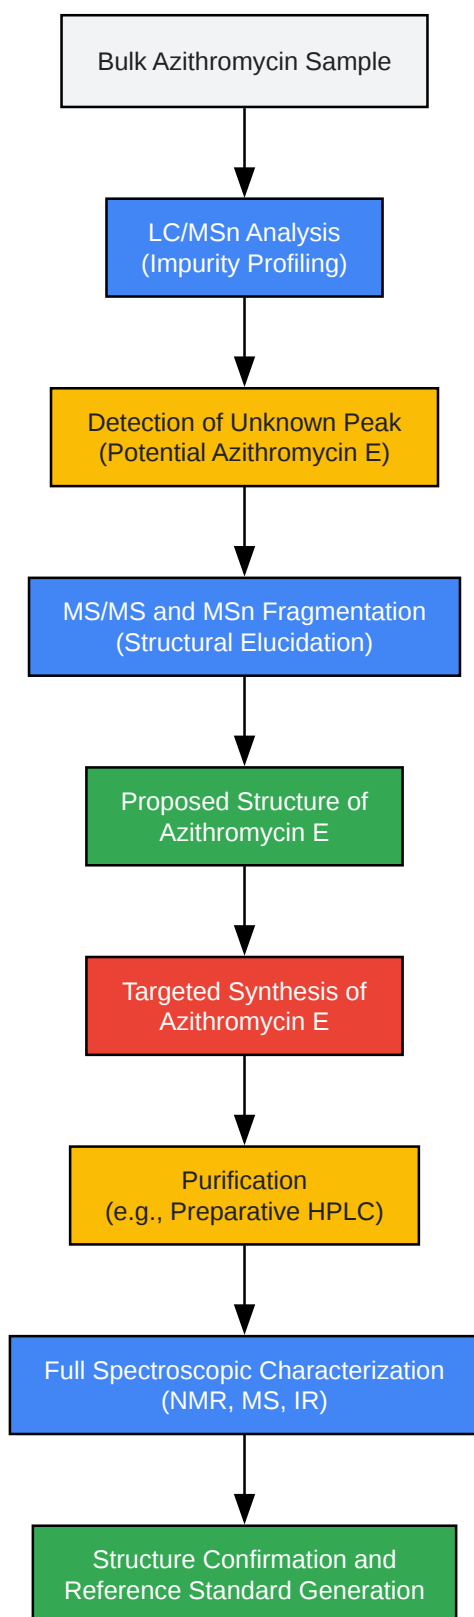 Bulk Azithromycin Sample
LC/MSn Analysis
(Impurity Profiling)
Detection of Unknown Peak
(Potential Azithromycin E)
MS/MS and MSn Fragmentation
(Structural Elucidation)
Proposed Structure of
Azithromycin E
Targeted Synthesis of
Azithromycin E
Purification
(e.g., Preparative HPLC)
Full Spectroscopic Characterization
(NMR, MS, IR)
Structure Confirmation and
Reference Standard Generation